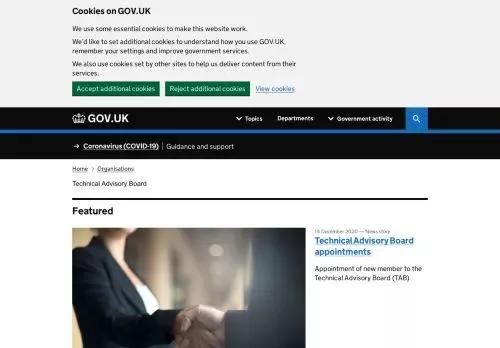 Cookies on GOV.UK
We use some essential cookies to make this website work.
We'd like to set additional cookies to understand how you use GOV.UK,
remember your settings and improve government services.
We also use cookies set by other sites to help us deliver content from their
services.
Accept additional cookies
Reject additional cookies
View cookies
GOV.UK
Topics
Departments
Government activity
Coronavirus (COVID-19)
Guidance and support
Home
Organisations
Technical Advisory Board
Featured
14 December 2020 — News story
Technical Advisory Board
appointments
Appointment of new member to the
Technical Advisory Board (TAB)